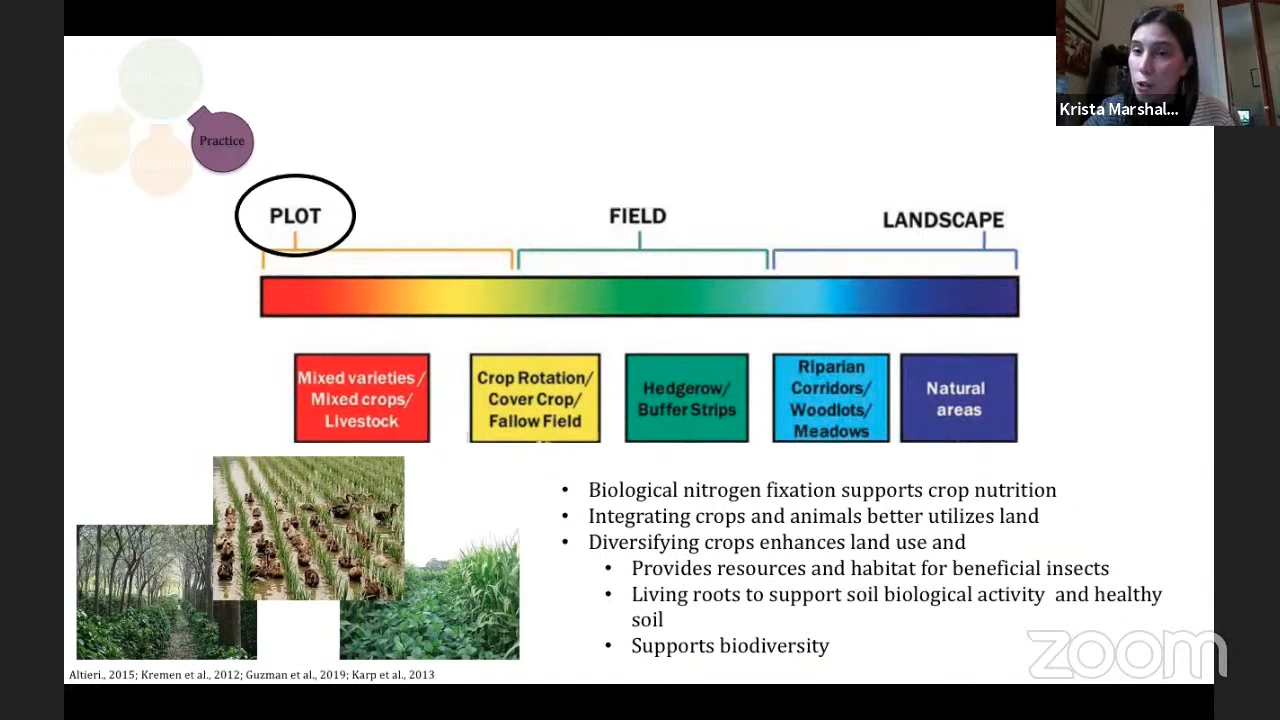 Krista Marshal...
Practice
PLOT
FIELD
LANDSCAPE
Mixed varieties/
Mixed crops/
Livestock
Crop Rotation/
Cover Crop/
Fallow Field
Hedgerow/
Buffer Strips
Riparian
Corridors/
Woodlots/
Meadows
Natural
areas
• Biological nitrogen fixation supports crop nutrition
• Integrating crops and animals better utilizes land
• Diversifying crops enhances land use and
• Provides resources and habitat for beneficial insects
• Living roots to support soil biological activity and healthy
soil
• Supports biodiversity
Altieri., 2015; Kremen et al., 2012; Guzman et al., 2019; Karp et al., 2013
zoom